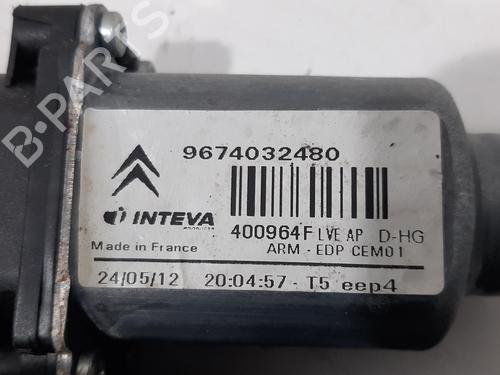 B-PARTS
9674032480
INTEVA
400964F LVE AP D-HG
Made in France
ARM - EDP CEM01
24/05/12 20:04:57 - T5 eep4